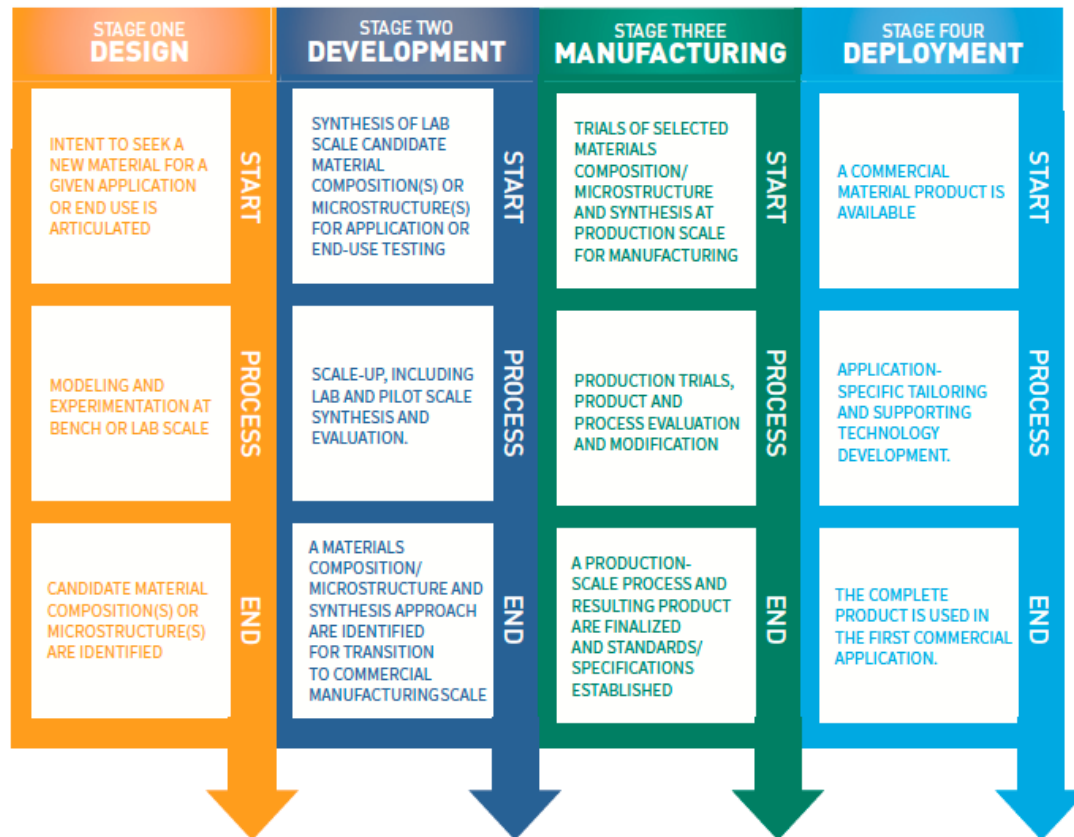 STAGE ONE
DESIGN
INTENT TO SEEK A
NEW MATERIAL FOR A
GIVEN APPLICATION
OR END USE IS
ARTICULATED
START
MODELING AND
EXPERIMENTATION AT
BENCH OR LAB SCALE
PROCESS
CANDIDATE MATERIAL
COMPOSITION(S) OR
MICROSTRUCTURE(S)
ARE IDENTIFIED
END
STAGE TWO
DEVELOPMENT
SYNTHESIS OF LAB
SCALE CANDIDATE
MATERIAL
COMPOSITION(S) OR
MICROSTRUCTURE(S)
FOR APPLICATION OR
END-USE TESTING
START
SCALE-UP, INCLUDING
LAB AND PILOT SCALE
SYNTHESIS AND
EVALUATION.
PROCESS
A MATERIALS
COMPOSITION/
MICROSTRUCTURE AND
SYNTHESIS APPROACH
ARE IDENTIFIED
FOR TRANSITION
TO COMMERCIAL
MANUFACTURING SCALE
END
STAGE THREE
MANUFACTURING
TRIALS OF SELECTED
MATERIALS
COMPOSITION/
MICROSTRUCTURE
AND SYNTHESIS AT
PRODUCTION SCALE
FOR MANUFACTURING
START
PRODUCTION TRIALS,
PRODUCT AND
PROCESS EVALUATION
AND MODIFICATION
PROCESS
A PRODUCTION-
SCALE PROCESS AND
RESULTING PRODUCT
ARE FINALIZED
AND STANDARDS/
SPECIFICATIONS
ESTABLISHED
END
STAGE FOUR
DEPLOYMENT
A COMMERCIAL
MATERIAL PRODUCT IS
AVAILABLE
START
APPLICATION-
SPECIFIC TAILORING
AND SUPPORTING
TECHNOLOGY
DEVELOPMENT.
PROCESS
THE COMPLETE
PRODUCT IS USED IN
THE FIRST COMMERCIAL
APPLICATION.
END